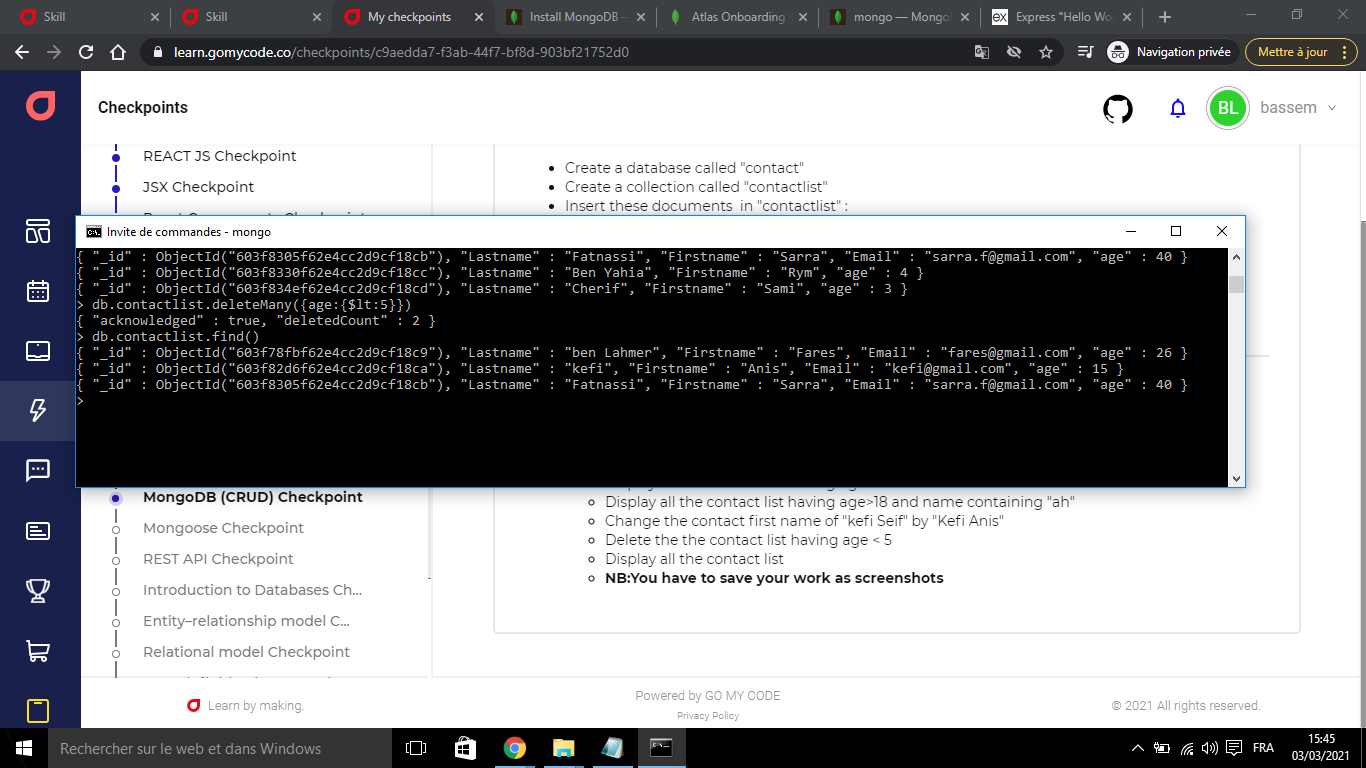 Skill
Skill
My checkpoints
Install MongoDB -
Atlas Onboarding
mongo — Mongo
Express "Hello Wo
learn.gomycode.co/checkpoints/c9aedda7-f3ab-44f7-bf8d-903bf21752d0
Navigation privée
Mettre à jour
Checkpoints
BL
bassem
REACT JS Checkpoint
JSX Checkpoint
Create a database called "contact"
Create a collection called "contactlist"
Insert these documents in "contactlist" :
Invite de commandes - mongo
{ "_id" : ObjectId("603f8305f62e4cc2d9cf18cb"), "Lastname" : "Fatnassi", "Firstname" : "Sarra", "Email" : "sarra.f@gmail.com", "age" : 40 }
{ "_id" : ObjectId("603f8330f62e4cc2d9cf18cc"), "Lastname" : "Ben Yahia", "Firstname" : "Rym", "age" : 4 }
{ "_id" : ObjectId("603f834ef62e4cc2d9cf18cd"), "Lastname" : "Cherif", "Firstname" : "Sami", "age" : 3 }
> db.contactlist.deleteMany({age:{$lt:5}})
{ "acknowledged" : true, "deletedCount" : 2 }
> db.contactlist.find()
{ "_id" : ObjectId("603f78fbf62e4cc2d9cf18c9"), "Lastname" : "ben Lahmer", "Firstname" : "Fares", "Email" : "fares@gmail.com", "age" : 26 }
{ "_id" : ObjectId("603f82d6f62e4cc2d9cf18ca"), "Lastname" : "kefi", "Firstname" : "Anis", "Email" : "kefi@gmail.com", "age" : 15 }
{ "_id" : ObjectId("603f8305f62e4cc2d9cf18cb"), "Lastname" : "Fatnassi", "Firstname" : "Sarra", "Email" : "sarra.f@gmail.com", "age" : 40 }
>
MongoDB (CRUD) Checkpoint
Mongoose Checkpoint
REST API Checkpoint
Introduction to Databases Ch...
Entity–relationship model C...
Relational model Checkpoint
Display all the contact list having age>18 and name containing "ah"
Change the contact first name of "kefi Seif" by "Kefi Anis"
Delete the the contact list having age < 5
Display all the contact list
NB:You have to save your work as screenshots
Learn by making.
Powered by GO MY CODE
Privacy Policy
© 2021 All rights reserved.
Rechercher sur le web et dans Windows
FRA
15:45
03/03/2021